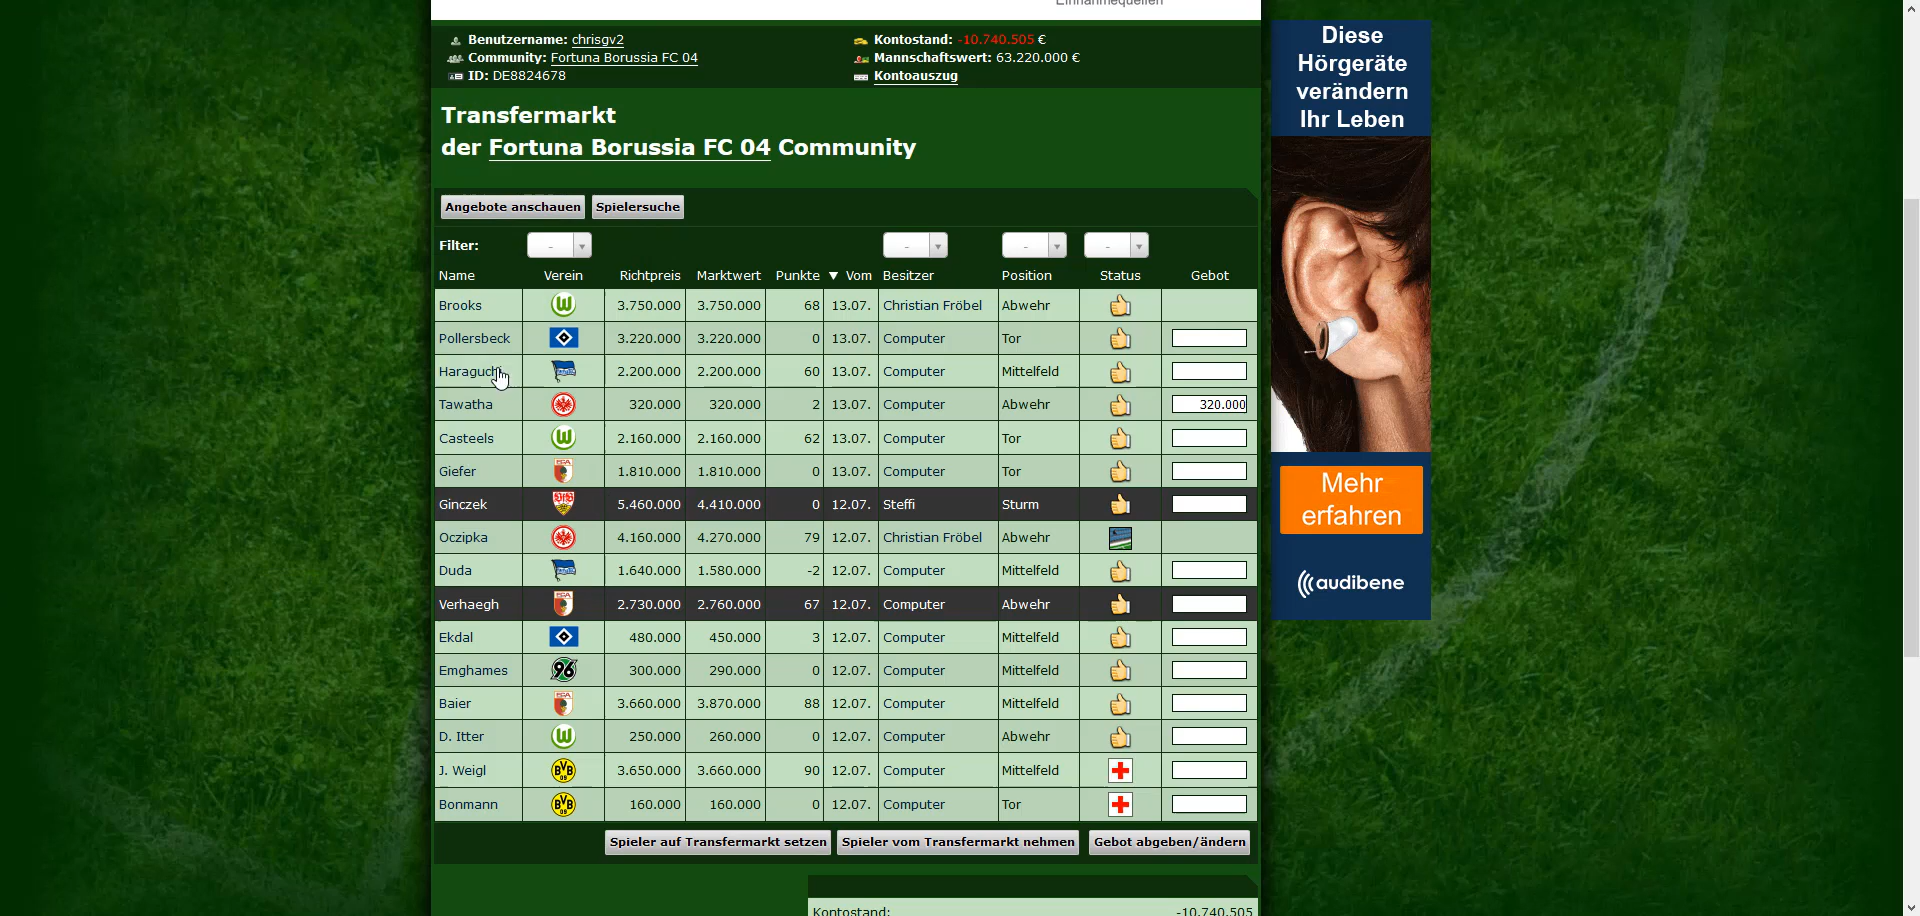 Benutzername: chrisgv2
Community: Fortuna Borussia FC 04
ID: DE8824678
Kontostand: -10.740.505 €
Mannschaftswert: 63.220.000 €
Kontoauszug
Transfermarkt
der Fortuna Borussia FC 04 Community
Angebote anschauen Spielersuche
Filter: - - - -
Name Verein Richtpreis Marktwert Punkte ▼ Vom Besitzer Position Status Gebot
Brooks 3.750.000 3.750.000 68 13.07. Christian Fröbel Abwehr
Pollersbeck 3.220.000 3.220.000 0 13.07. Computer Tor
Haraguchi 2.200.000 2.200.000 60 13.07. Computer Mittelfeld
Tawatha 320.000 320.000 2 13.07. Computer Abwehr 320.000
Casteels 2.160.000 2.160.000 62 13.07. Computer Tor
Giefer 1.810.000 1.810.000 0 13.07. Computer Tor
Ginczek 5.460.000 4.410.000 0 12.07. Steffi Sturm
Oczipka 4.160.000 4.270.000 79 12.07. Christian Fröbel Abwehr
Duda 1.640.000 1.580.000 -2 12.07. Computer Mittelfeld
Verhaegh 2.730.000 2.760.000 67 12.07. Computer Abwehr
Ekdal 480.000 450.000 3 12.07. Computer Mittelfeld
Emghames 300.000 290.000 0 12.07. Computer Mittelfeld
Baier 3.660.000 3.870.000 88 12.07. Computer Mittelfeld
D. Itter 250.000 260.000 0 12.07. Computer Abwehr
J. Weigl 3.650.000 3.660.000 90 12.07. Computer Mittelfeld
Bonmann 160.000 160.000 0 12.07. Computer Tor
Spieler auf Transfermarkt setzen Spieler vom Transfermarkt nehmen Gebot abgeben/ändern
Kontostand: -10.740.505
Diese
Hörgeräte
verändern
Ihr Leben
Mehr
erfahren
audibene